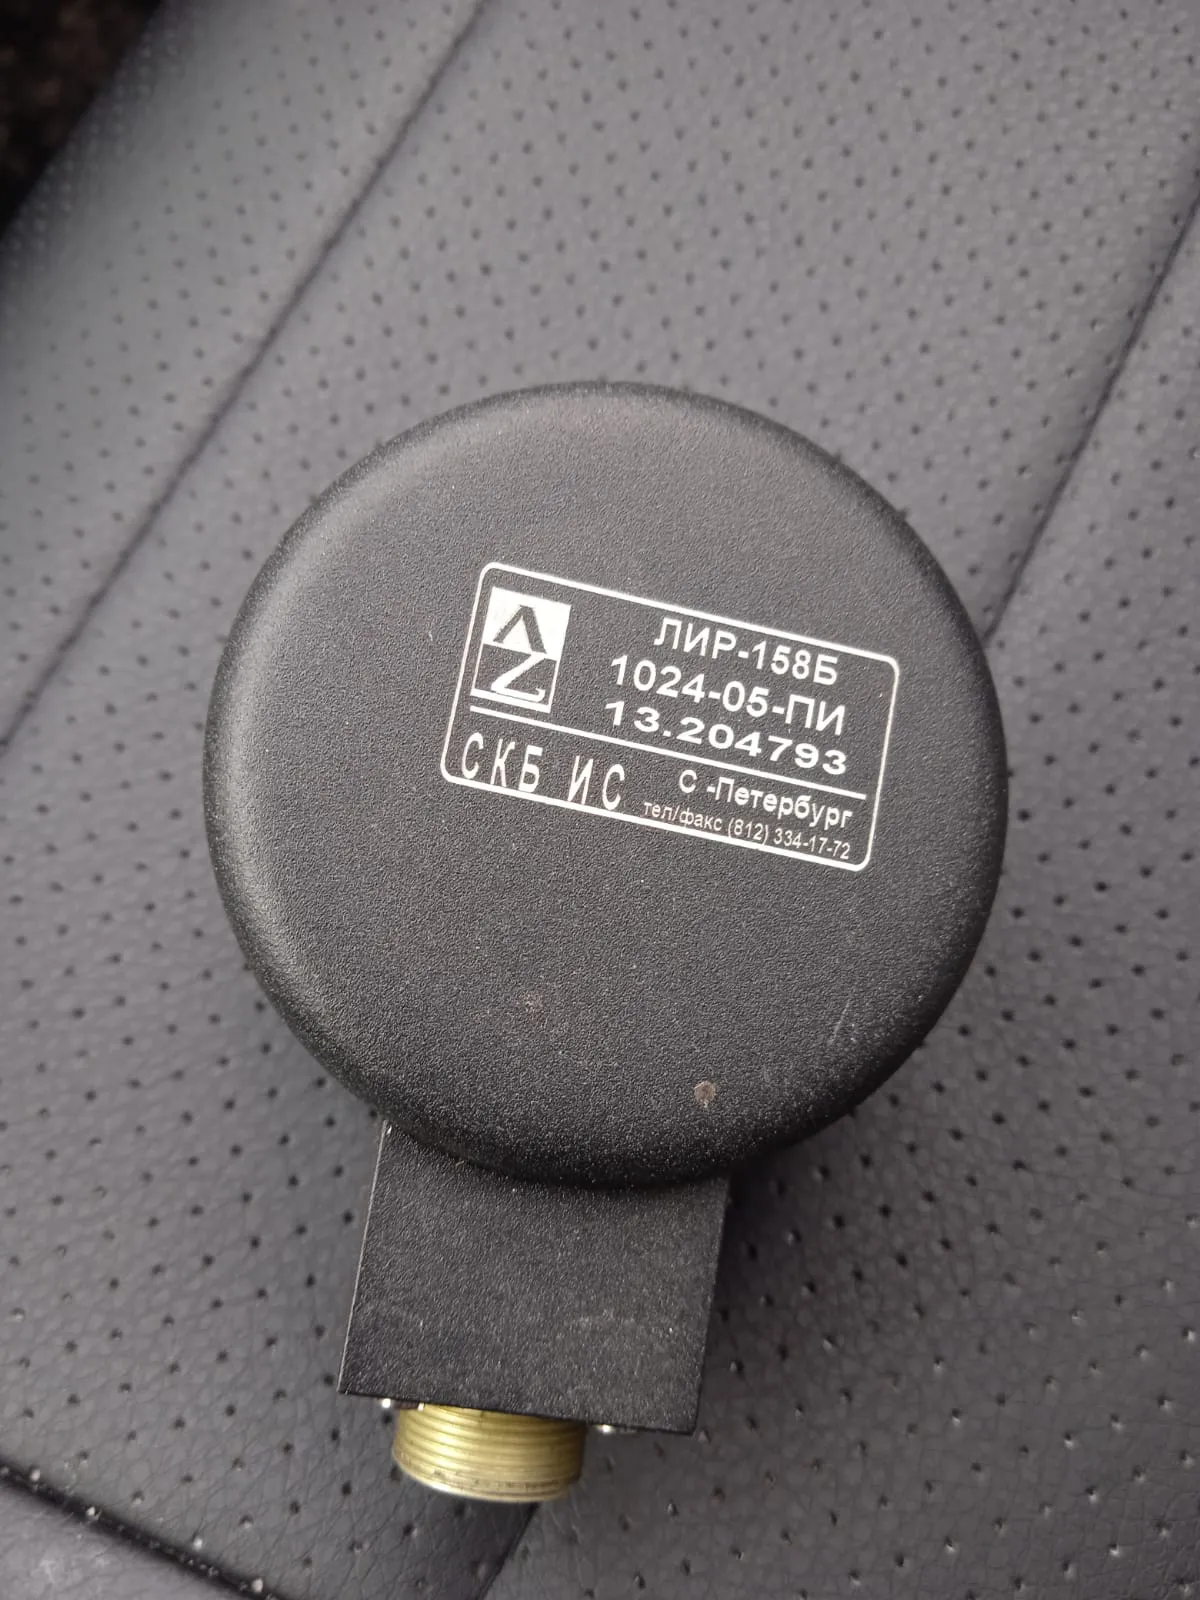 ЛИР-158Б
1024-05-ПИ
13.204793
СКБ ИС
С -Петербург
тел/факс (812) 334-17-72